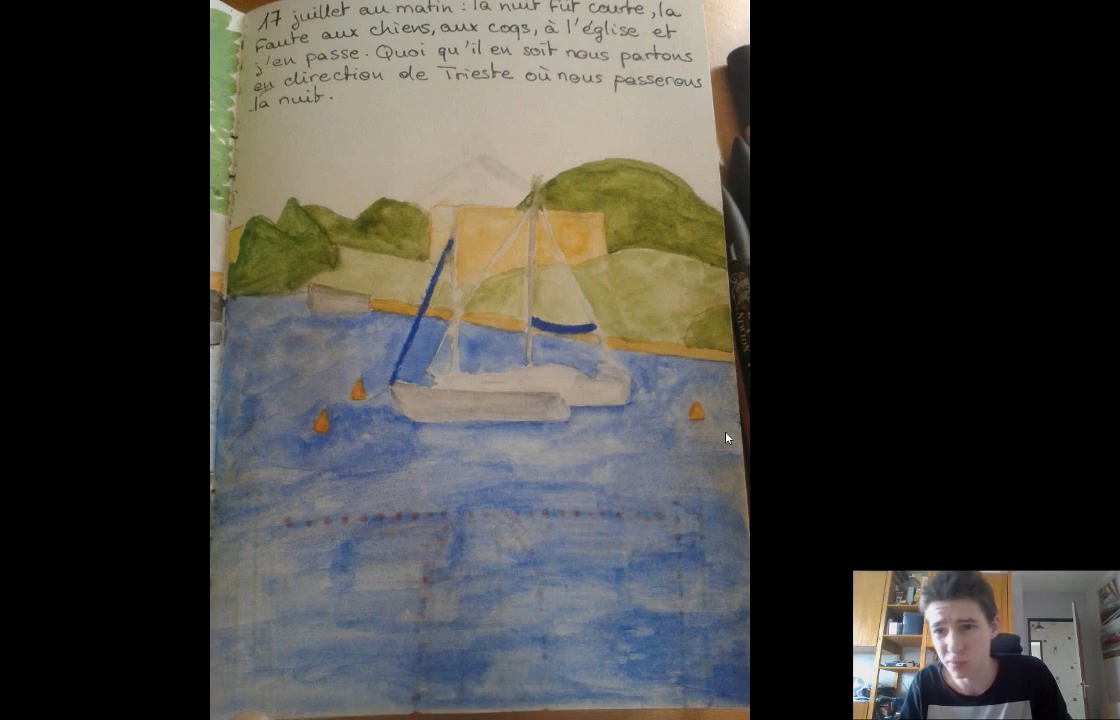 17 juillet au matin : la nuit fût courte, la
faute aux chiens, aux coqs, à l'église et
j'en passe. Quoi qu'il en soit nous partons
en direction de Trieste où nous passerons
la nuit.